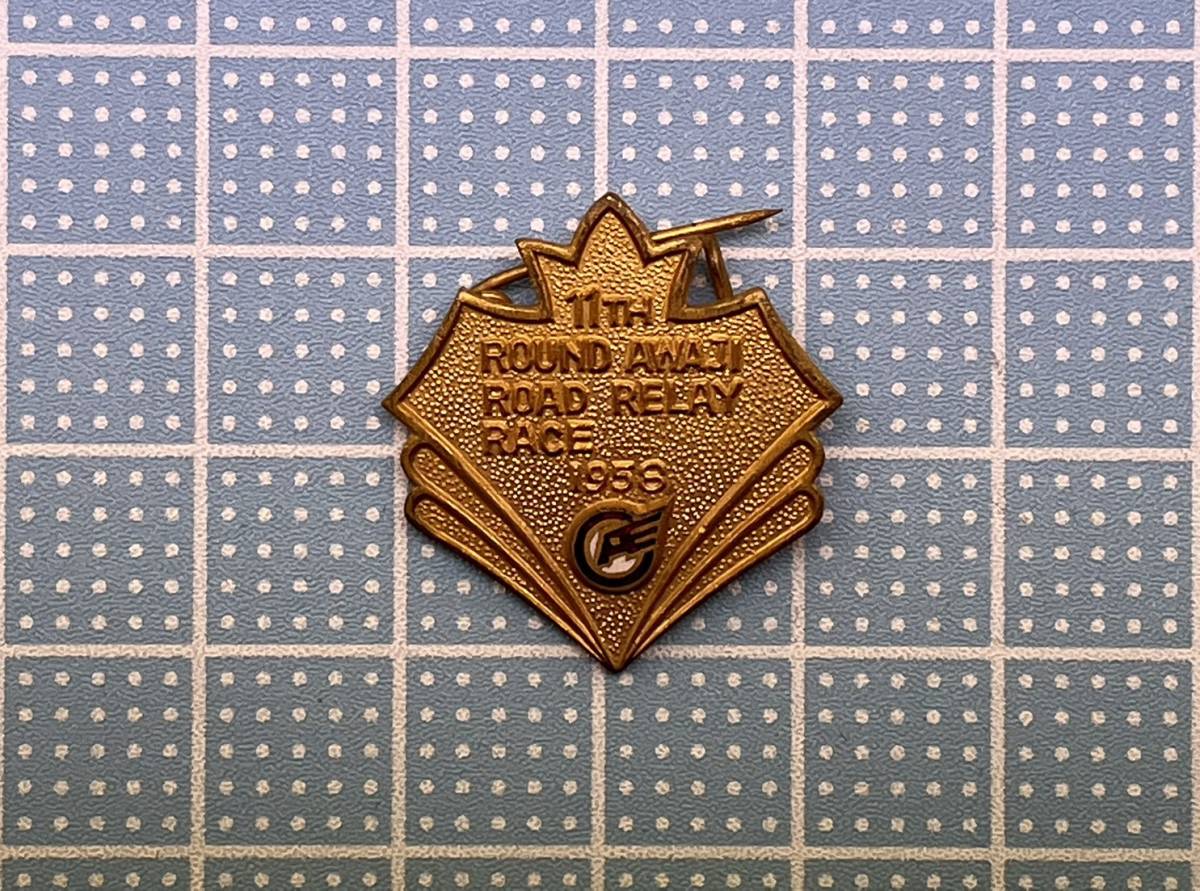 11TH
ROUND AWAJI
ROAD RELAY
RACE
1958